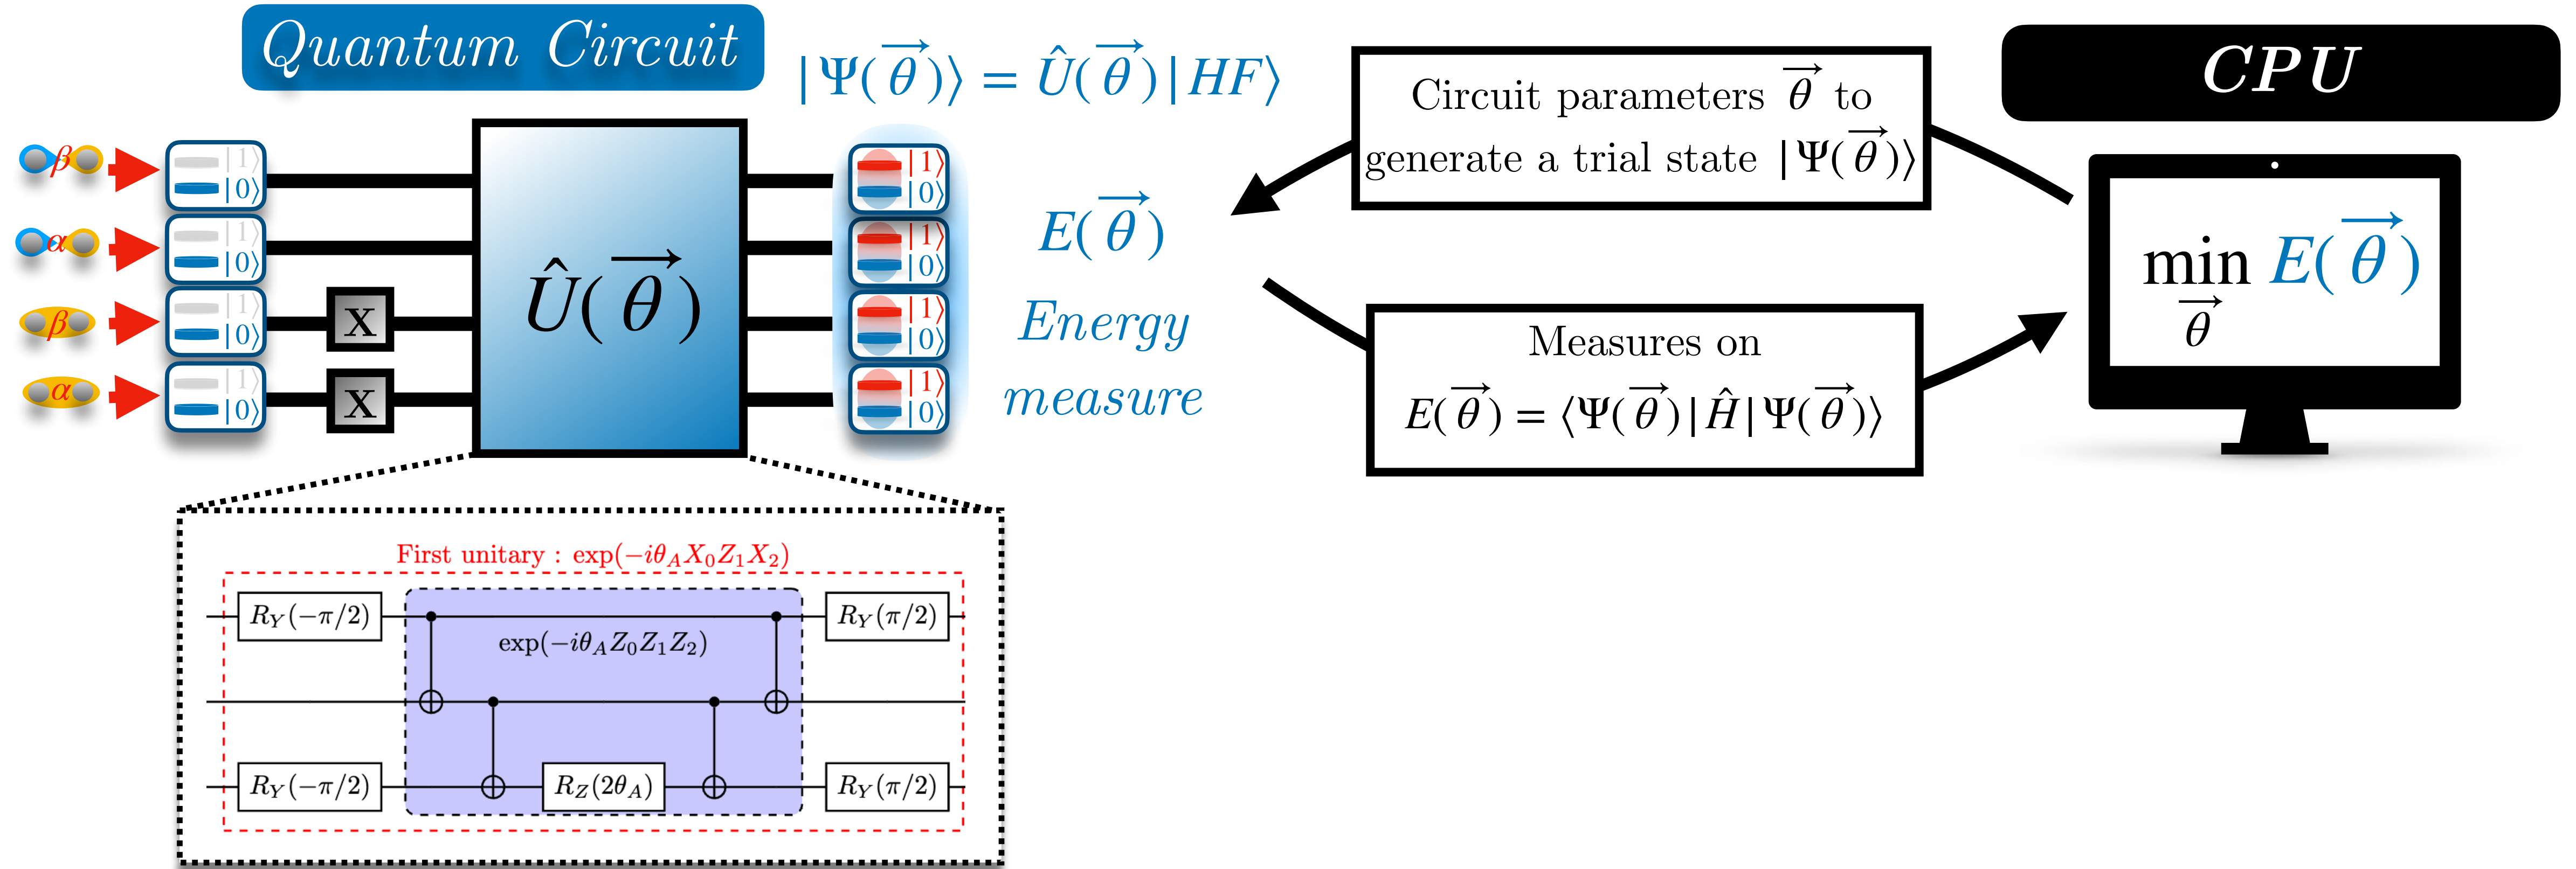 Quantum Circuit
|Ψ(θ⃗)⟩ = Û(θ⃗)|HF⟩
Circuit parameters θ⃗ to
generate a trial state |Ψ(θ⃗)⟩
CPU
β
|1⟩
|0⟩
α
|1⟩
|0⟩
β
|1⟩
|0⟩
X
α
|1⟩
|0⟩
X
Û(θ⃗)
|1⟩
|0⟩
|1⟩
|0⟩
|1⟩
|0⟩
|1⟩
|0⟩
E(θ⃗)
Energy
measure
Measures on
E(θ⃗) = ⟨Ψ(θ⃗)|Ĥ|Ψ(θ⃗)⟩
min E(θ⃗)
θ⃗
First unitary : exp(−iθ_A X_0 Z_1 X_2)
R_Y(−π/2)
exp(−iθ_A Z_0 Z_1 Z_2)
R_Y(π/2)
R_Y(−π/2)
R_Z(2θ_A)
R_Y(π/2)